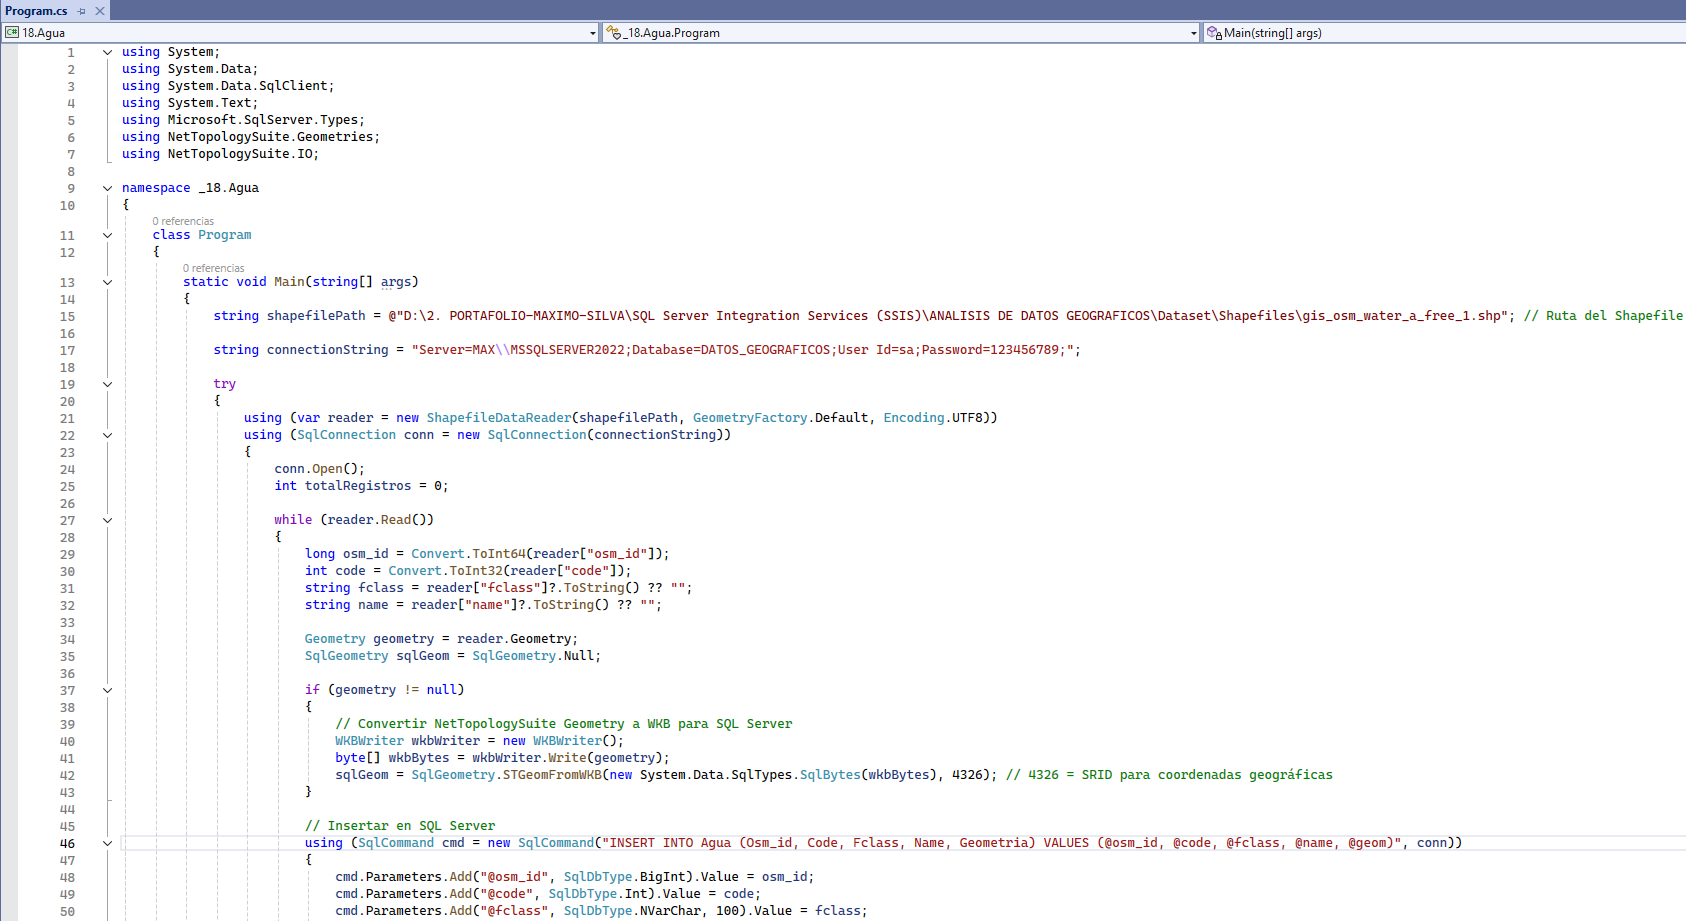 Program.cs
18.Agua
_18.Agua.Program
Main(string[] args)
1 using System;
2 using System.Data;
3 using System.Data.SqlClient;
4 using System.Text;
5 using Microsoft.SqlServer.Types;
6 using NetTopologySuite.Geometries;
7 using NetTopologySuite.IO;
8
9 namespace _18.Agua
10 {
0 referencias
11 class Program
12 {
0 referencias
13 static void Main(string[] args)
14 {
15 string shapefilePath = @"D:\2. PORTAFOLIO-MAXIMO-SILVA\SQL Server Integration Services (SSIS)\ANALISIS DE DATOS GEOGRAFICOS\Dataset\Shapefiles\gis_osm_water_a_free_1.shp"; // Ruta del Shapefile
16
17 string connectionString = "Server=MAX\\MSSQLSERVER2022;Database=DATOS_GEOGRAFICOS;User Id=sa;Password=123456789;";
18
19 try
20 {
21 using (var reader = new ShapefileDataReader(shapefilePath, GeometryFactory.Default, Encoding.UTF8))
22 using (SqlConnection conn = new SqlConnection(connectionString))
23 {
24 conn.Open();
25 int totalRegistros = 0;
26
27 while (reader.Read())
28 {
29 long osm_id = Convert.ToInt64(reader["osm_id"]);
30 int code = Convert.ToInt32(reader["code"]);
31 string fclass = reader["fclass"]?.ToString() ?? "";
32 string name = reader["name"]?.ToString() ?? "";
33
34 Geometry geometry = reader.Geometry;
35 SqlGeometry sqlGeom = SqlGeometry.Null;
36
37 if (geometry != null)
38 {
39 // Convertir NetTopologySuite Geometry a WKB para SQL Server
40 WKBWriter wkbWriter = new WKBWriter();
41 byte[] wkbBytes = wkbWriter.Write(geometry);
42 sqlGeom = SqlGeometry.STGeomFromWKB(new System.Data.SqlTypes.SqlBytes(wkbBytes), 4326); // 4326 = SRID para coordenadas geográficas
43 }
44
45 // Insertar en SQL Server
46 using (SqlCommand cmd = new SqlCommand("INSERT INTO Agua (Osm_id, Code, Fclass, Name, Geometria) VALUES (@osm_id, @code, @fclass, @name, @geom)", conn))
47 {
48 cmd.Parameters.Add("@osm_id", SqlDbType.BigInt).Value = osm_id;
49 cmd.Parameters.Add("@code", SqlDbType.Int).Value = code;
50 cmd.Parameters.Add("@fclass", SqlDbType.NVarChar, 100).Value = fclass;